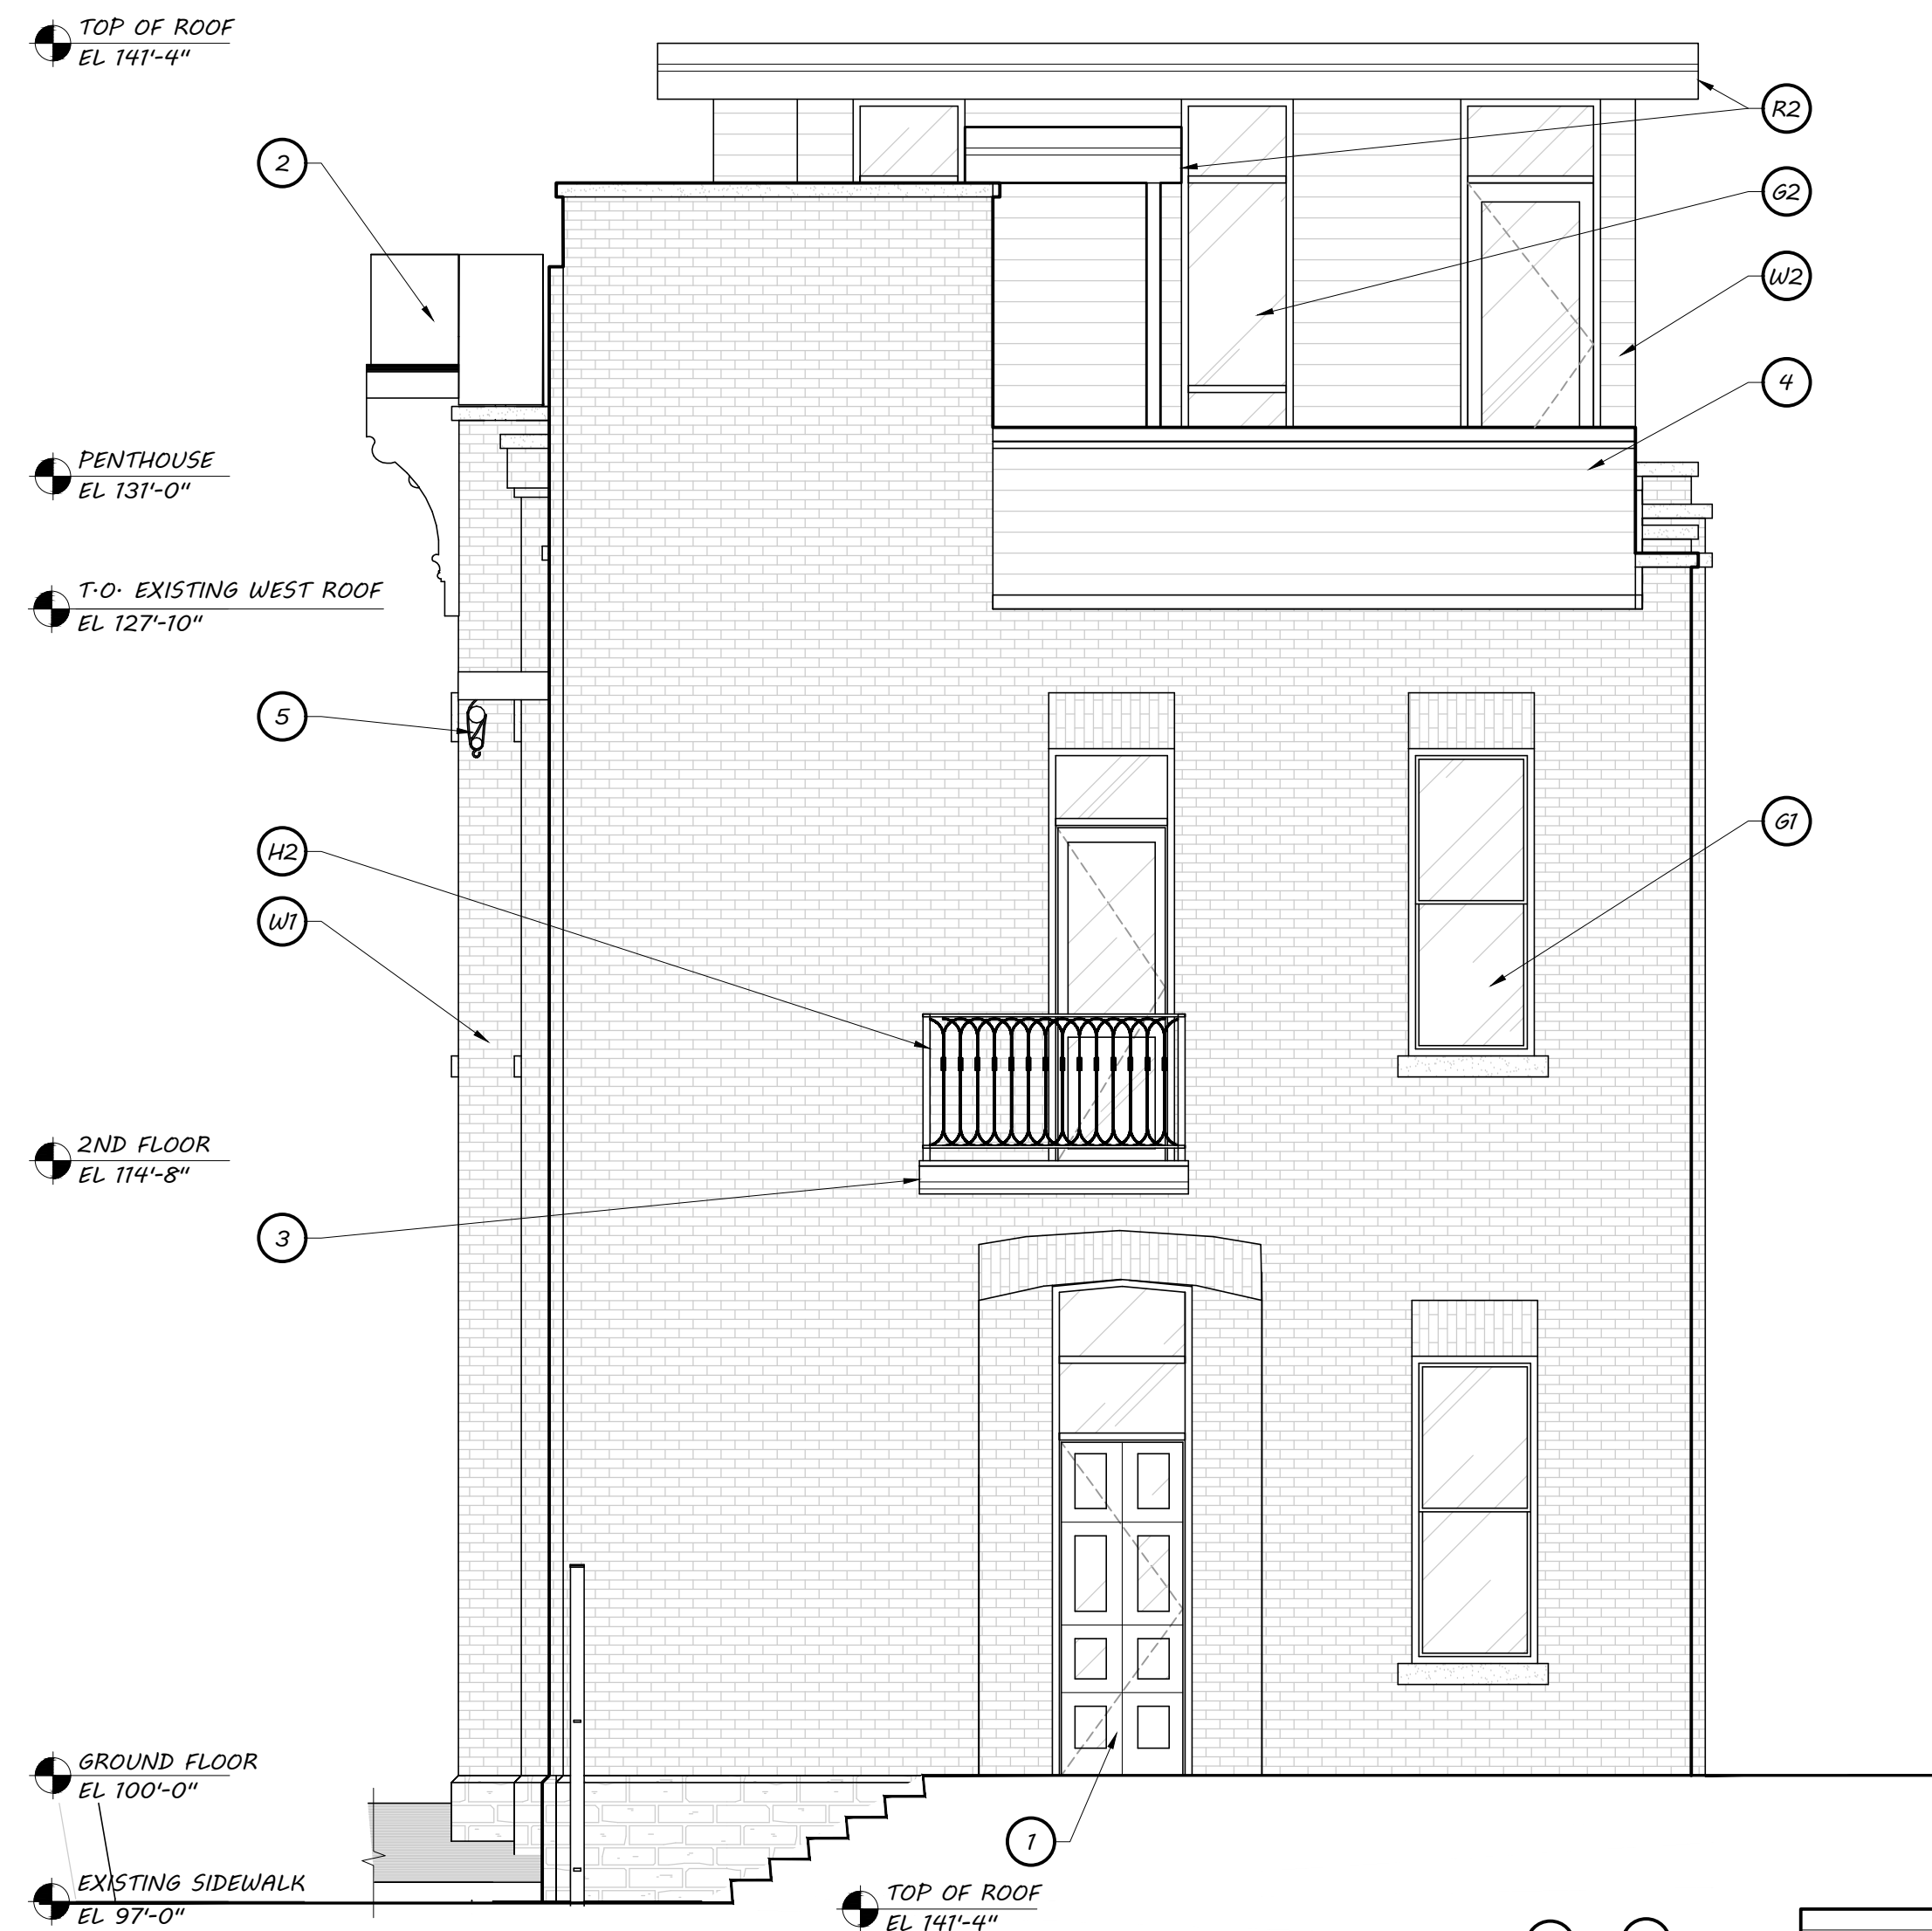 TOP OF ROOF
EL 141'-4"
R2
2
G2
W2
4
PENTHOUSE
EL 131'-0"
T.O. EXISTING WEST ROOF
EL 127'-10"
5
G1
H2
W1
2ND FLOOR
EL 114'-8"
3
GROUND FLOOR
EL 100'-0"
1
EXISTING SIDEWALK
EL 97'-0"
TOP OF ROOF
EL 141'-4"